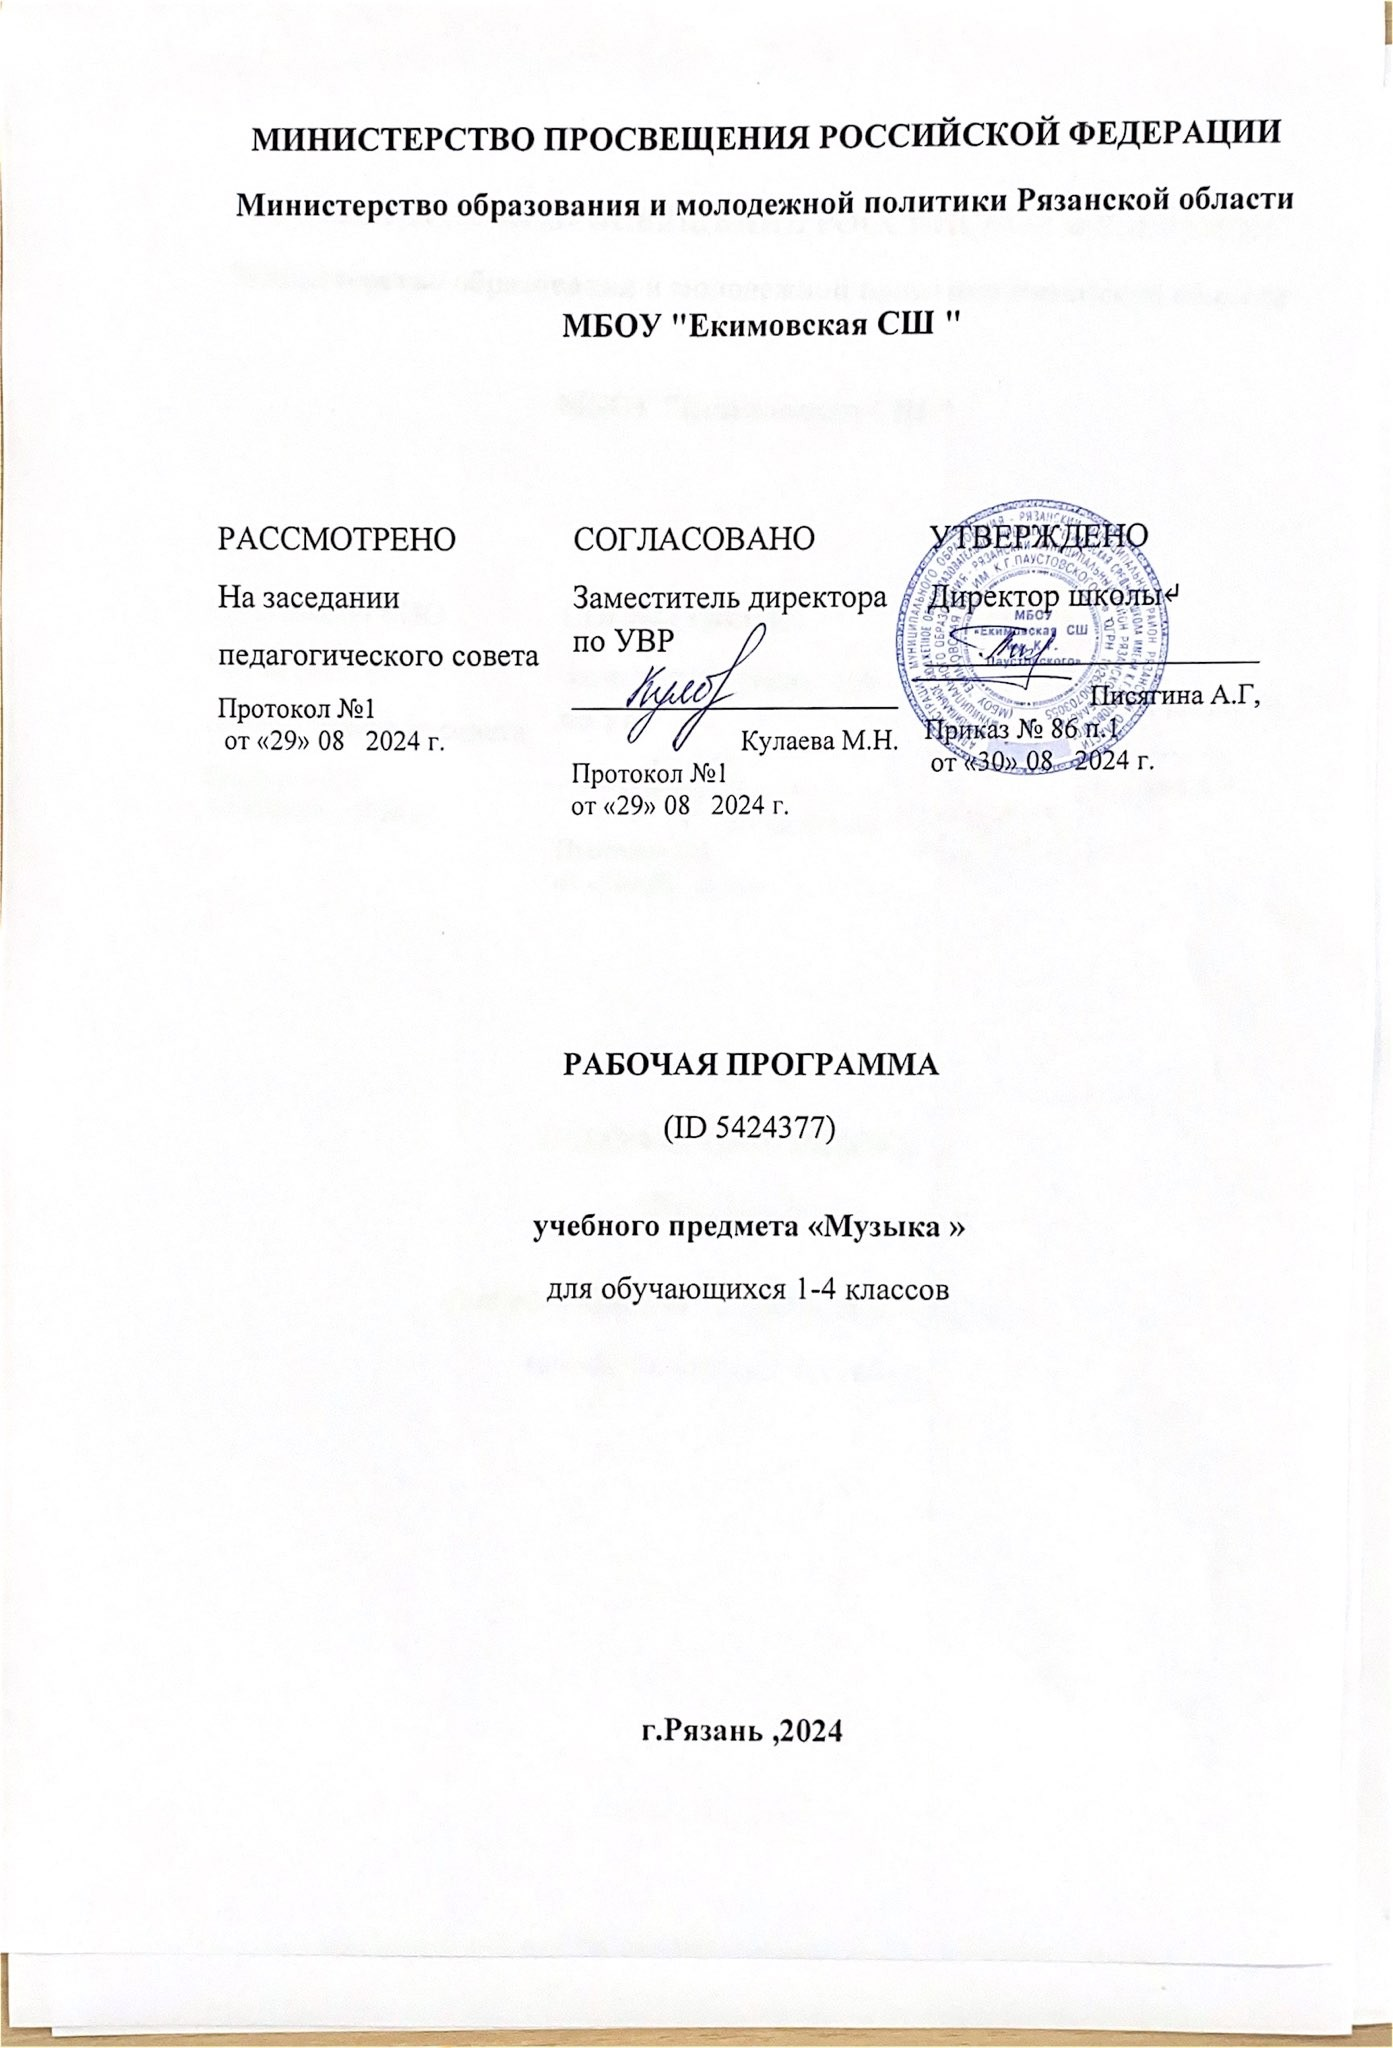 МИНИСТЕРСТВО ПРОСВЕЩЕНИЯ РОССИЙСКОЙ ФЕДЕРАЦИИ
Министерство образования и молодежной политики Рязанской области
МБОУ "Екимовская СШ "
РАССМОТРЕНО
На заседании
педагогического совета
Протокол №1
от «29» 08 2024 г.
СОГЛАСОВАНО
Заместитель директора
по УВР
Кулаева М.Н.
Протокол №1
от «29» 08 2024 г.
УТВЕРЖДЕНО
Директор школы↵
Писягина А.Г,
Приказ № 86 п.1
от «30» 08 2024 г.
МБОУ
«Екимовская СШ
им. К.Г.
Паустовского»
РАБОЧАЯ ПРОГРАММА
(ID 5424377)
учебного предмета «Музыка »
для обучающихся 1-4 классов
г.Рязань ,2024